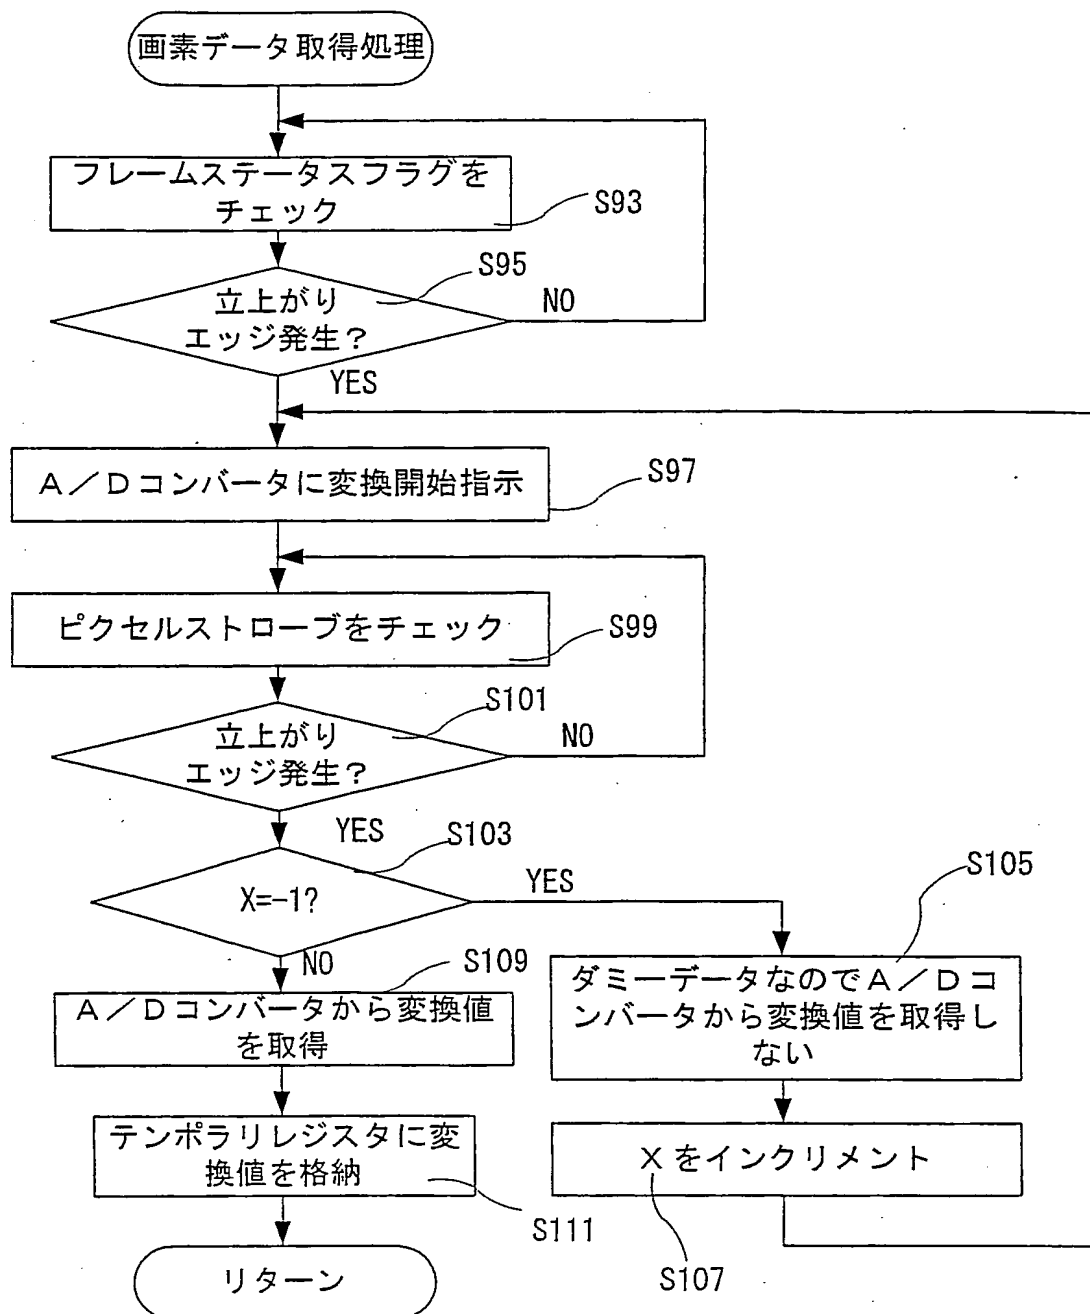 画素データ取得処理
フレームステータスフラグを
チェック
S93
立上がり
エッジ発生?
S95
NO
YES
A/Dコンバータに変換開始指示
S97
ピクセルストローブをチェック
S99
立上がり
エッジ発生?
S101
NO
YES
X=-1?
S103
YES
NO
S105
ダミーデータなのでA/Dコ
ンバータから変換値を取得し
ない
A/Dコンバータから変換値
を取得
S109
テンポラリレジスタに変
換値を格納
S111
Xをインクリメント
S107
リターン